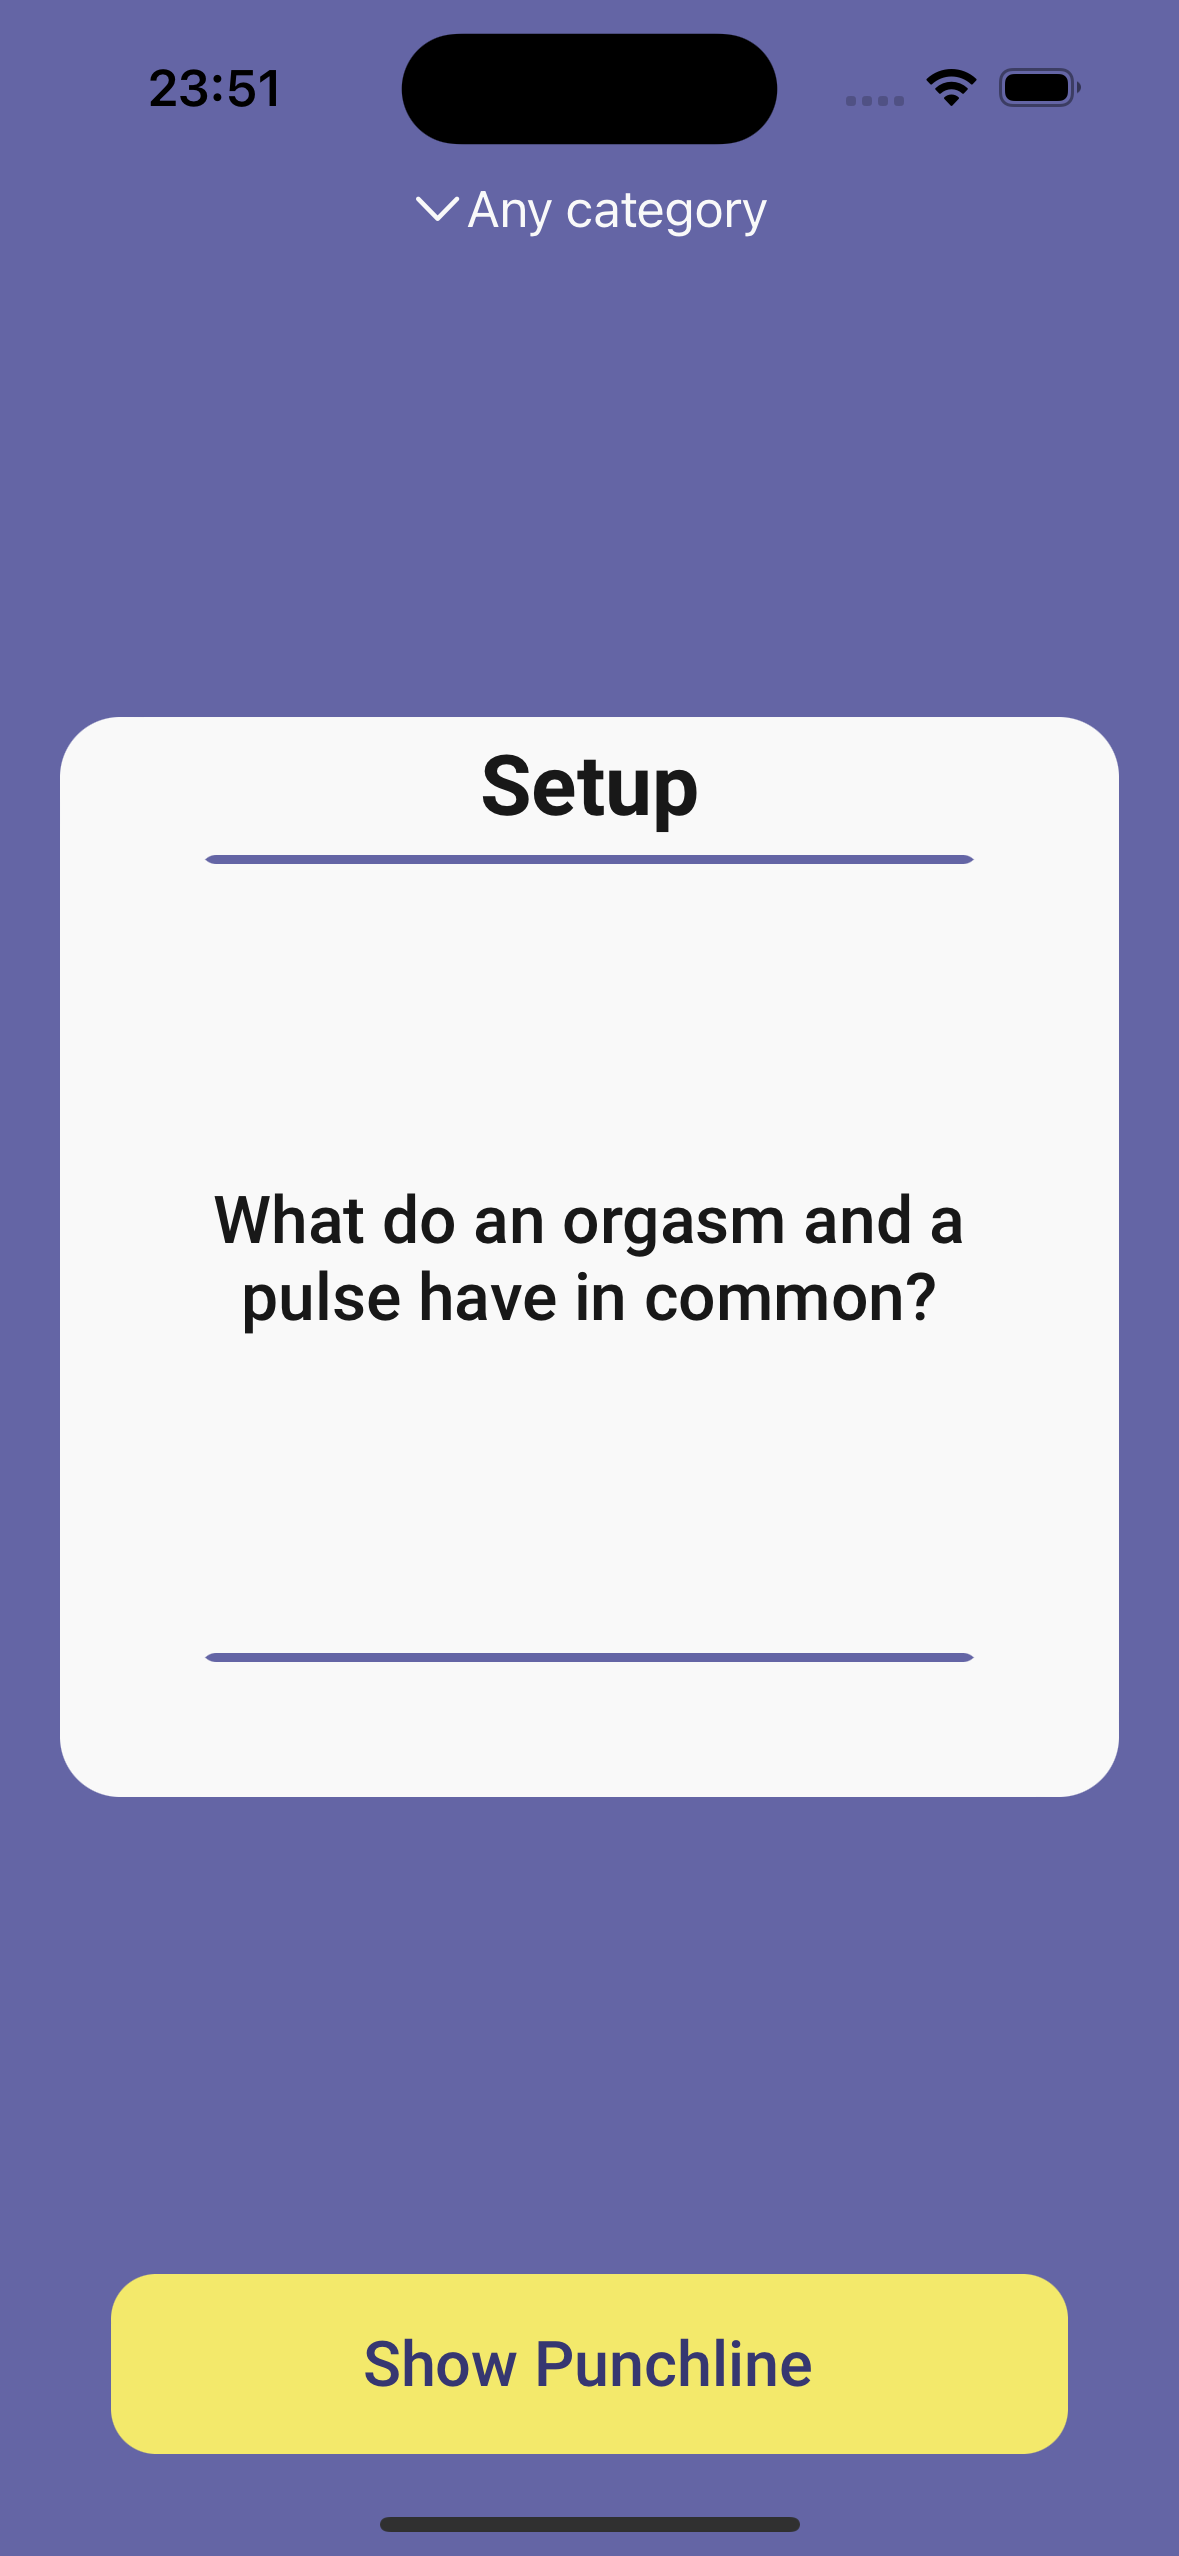 23:51
Any category
Setup
What do an orgasm and a
pulse have in common?
Show Punchline